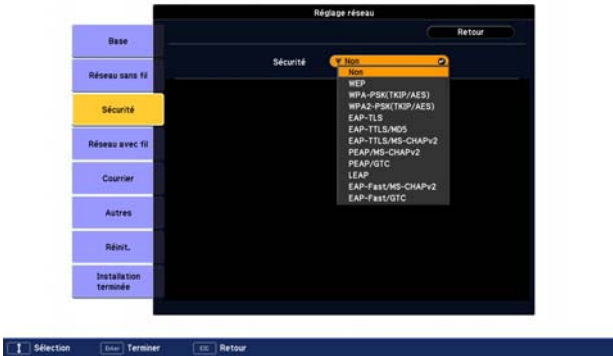 Réglage réseau
Retour
Base
Réseau sans fil
Sécurité
Réseau avec fil
Courrier
Autres
Réinit.
Installation
terminée
Sécurité
Non
Non
WEP
WPA-PSK(TKIP/AES)
WPA2-PSK(TKIP/AES)
EAP-TLS
EAP-TTLS/MD5
EAP-TTLS/MS-CHAPv2
PEAP/MS-CHAPv2
PEAP/GTC
LEAP
EAP-Fast/MS-CHAPv2
EAP-Fast/GTC
Sélection Enter Terminer ESC Retour